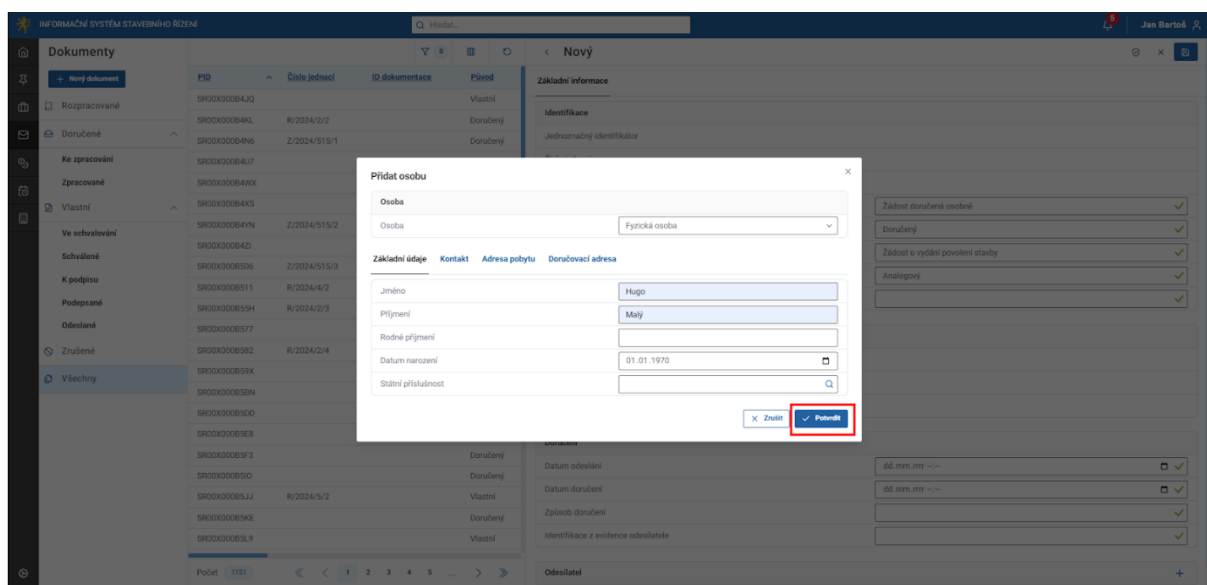 INFORMAČNÍ SYSTÉM STAVEBNÍHO ŘÍZENÍ
Hledat...
5
Jan Bartoš
Dokumenty
0
Nový
+ Nový dokument
PID
Číslo jednací
ID dokumentace
Původ
Základní informace
Rozpracované
Doručené
Ke zpracování
Zpracované
Vlastní
Ve schvalování
Schválené
K podpisu
Podepsané
Odeslané
Zrušené
Všechny
SR00X000B4JQ Vlastní
SR00X000B4KL R/2024/2/2 Doručený
SR00X000B4N6 Z/2024/515/1 Doručený
SR00X000B4U7
SR00X000B4WX
SR00X000B4XS
SR00X000B4YN Z/2024/515/2
SR00X000B4ZI
SR00X000B506 Z/2024/515/3
SR00X000B511 R/2024/4/2
SR00X000B55H R/2024/2/3
SR00X000B577
SR00X000B582 R/2024/2/4
SR00X000B59X
SR00X000B5BN
SR00X000B5DD
SR00X000B5E8
SR00X000B5F3 Doručený
SR00X000B5IO Doručený
SR00X000B5JJ R/2024/5/2 Vlastní
SR00X000B5KE Doručený
SR00X000B5L9 Vlastní
Počet 1151
1 2 3 4 5 ...
Identifikace
Jednoznačný identifikátor
Žádost doručená osobně
Doručený
Žádost o vydání povolení stavby
Analogový
Přidat osobu
Osoba
Osoba Fyzická osoba
Základní údaje Kontakt Adresa pobytu Doručovací adresa
Jméno Hugo
Příjmení Malý
Rodné příjmení
Datum narození 01.01.1970
Státní příslušnost
Zrušit Potvrdit
Doručení
Datum odeslání dd.mm.rrrr --:--
Datum doručení dd.mm.rrrr --:--
Způsob doručení
Identifikace z evidence odesílatele
Odesílatel